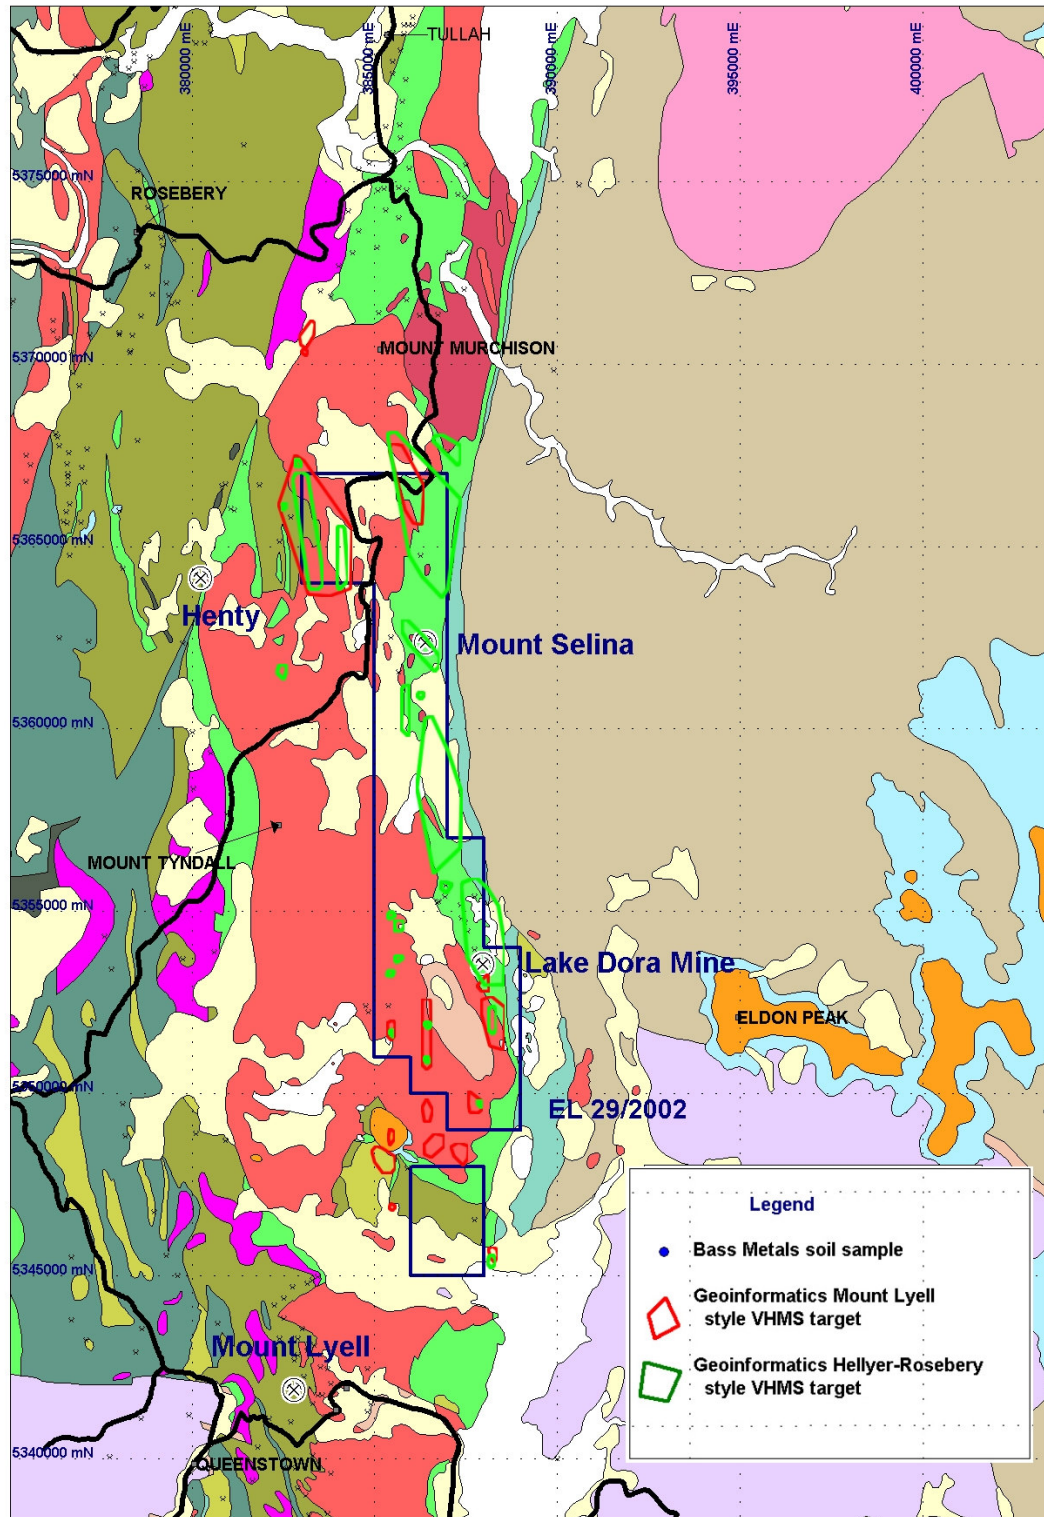 TULLAH
380000 mE
385000 mE
390000 mE
395000 mE
400000 mE
5375000 mN
ROSEBERY
5370000 mN
MOUNT MURCHISON
5365000 mN
Henty
Mount Selina
5360000 mN
MOUNT TYNDALL
5355000 mN
Lake Dora Mine
ELDON PEAK
5350000 mN
EL 29/2002
Legend
Bass Metals soil sample
Geoinformatics Mount Lyell
style VHMS target
Geoinformatics Hellyer-Rosebery
style VHMS target
5345000 mN
Mount Lyell
5340000 mN
QUEENSTOWN